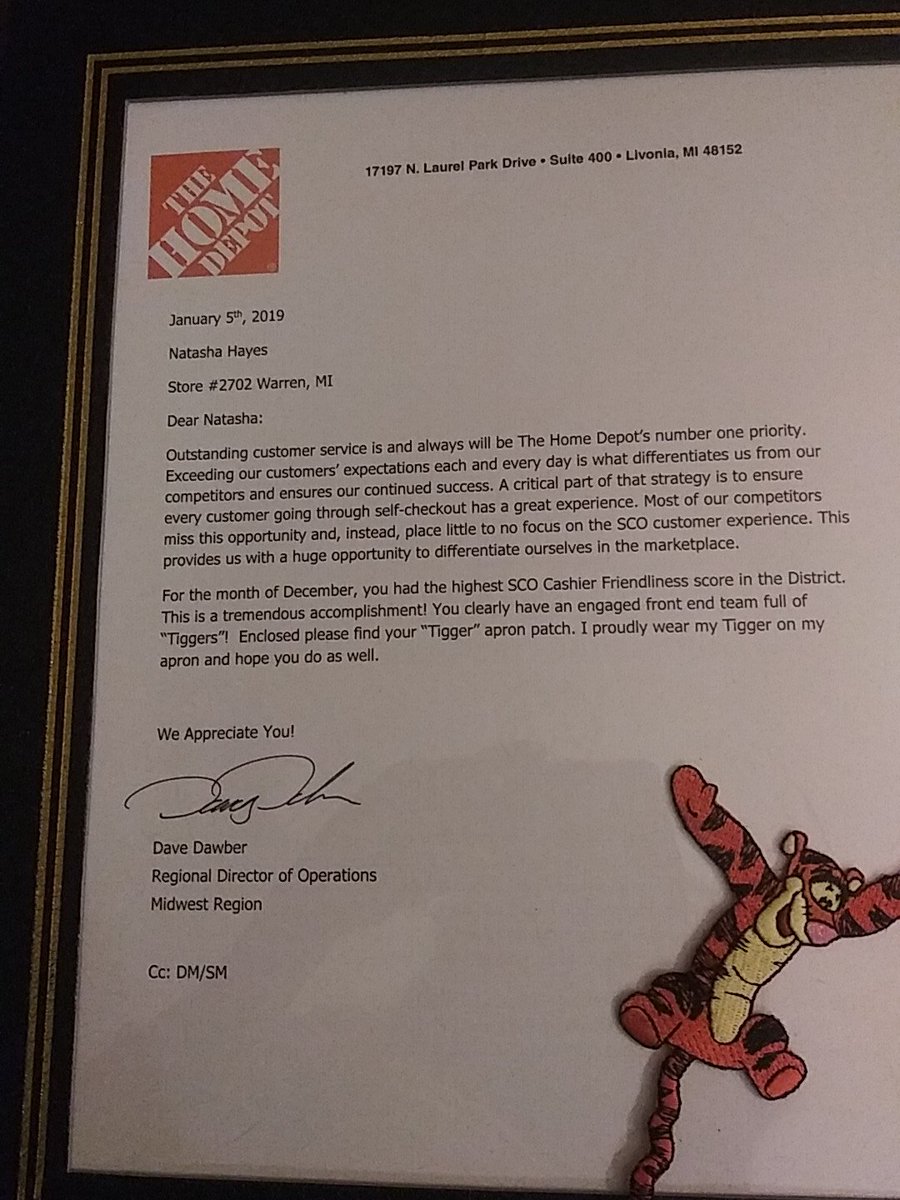 THE
HOME
DEPOT
17197 N. Laurel Park Drive • Suite 400 • Livonia, MI 48152
January 5th, 2019
Natasha Hayes
Store #2702 Warren, MI
Dear Natasha:
Outstanding customer service is and always will be The Home Depot's number one priority.
Exceeding our customers' expectations each and every day is what differentiates us from our
competitors and ensures our continued success. A critical part of that strategy is to ensure
every customer going through self-checkout has a great experience. Most of our competitors
miss this opportunity and, instead, place little to no focus on the SCO customer experience. This
provides us with a huge opportunity to differentiate ourselves in the marketplace.
For the month of December, you had the highest SCO Cashier Friendliness score in the District.
This is a tremendous accomplishment! You clearly have an engaged front end team full of
"Tiggers"! Enclosed please find your "Tigger" apron patch. I proudly wear my Tigger on my
apron and hope you do as well.
We Appreciate You!
Dave Dawber
Regional Director of Operations
Midwest Region
Cc: DM/SM